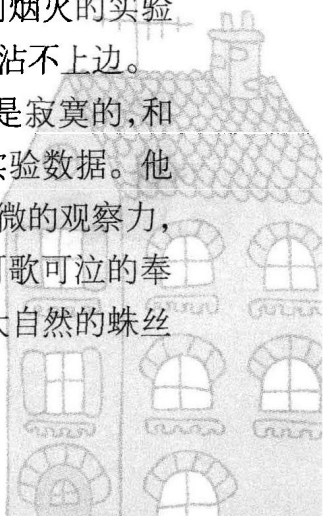 烟火的实验
沾不上边。
是寂寞的,和
实验数据。他
微的观察力,
可歌可泣的奉
大自然的蛛丝